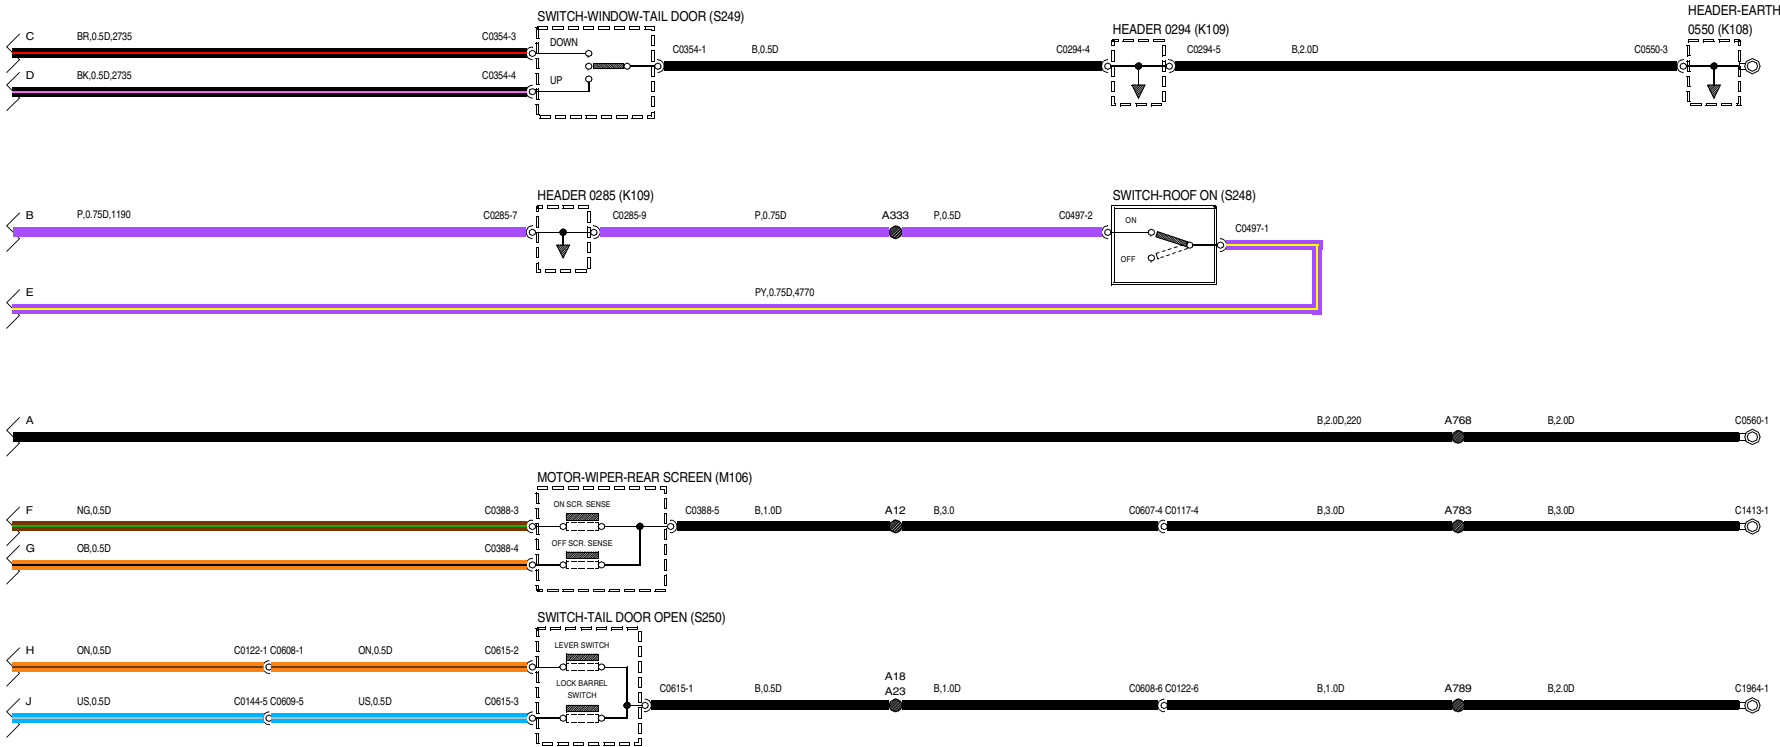 SWITCH-WINDOW-TAIL DOOR (S249)
HEADER 0294 (K109)
HEADER-EARTH
0550 (K108)
C
BR,0.5D,2735
C0354-3
DOWN
C0354-1
B,0.5D
C0294-4
C0294-5
B,2.0D
C0550-3
D
BK,0.5D,2735
C0354-4
UP
HEADER 0285 (K109)
SWITCH-ROOF ON (S248)
B
P,0.75D,1190
C0285-7
C0285-9
P,0.75D
A333
P,0.5D
C0497-2
ON
C0497-1
OFF
E
PY,0.75D,4770
A
B,2.0D,220
A768
B,2.0D
C0560-1
MOTOR-WIPER-REAR SCREEN (M106)
F
NG,0.5D
C0388-3
ON SCR. SENSE
C0388-5
B,1.0D
A12
B,3.0
C0607-4 C0117-4
B,3.0D
A783
B,3.0D
C1413-1
G
OB,0.5D
C0388-4
OFF SCR. SENSE
SWITCH-TAIL DOOR OPEN (S250)
H
ON,0.5D
C0122-1 C0608-1
ON,0.5D
C0615-2
LEVER SWITCH
LOCK BARREL
SWITCH
J
US,0.5D
C0144-5 C0609-5
US,0.5D
C0615-3
C0615-1
B,0.5D
A18
A23
B,1.0D
C0608-6 C0122-6
B,1.0D
A789
B,2.0D
C1964-1